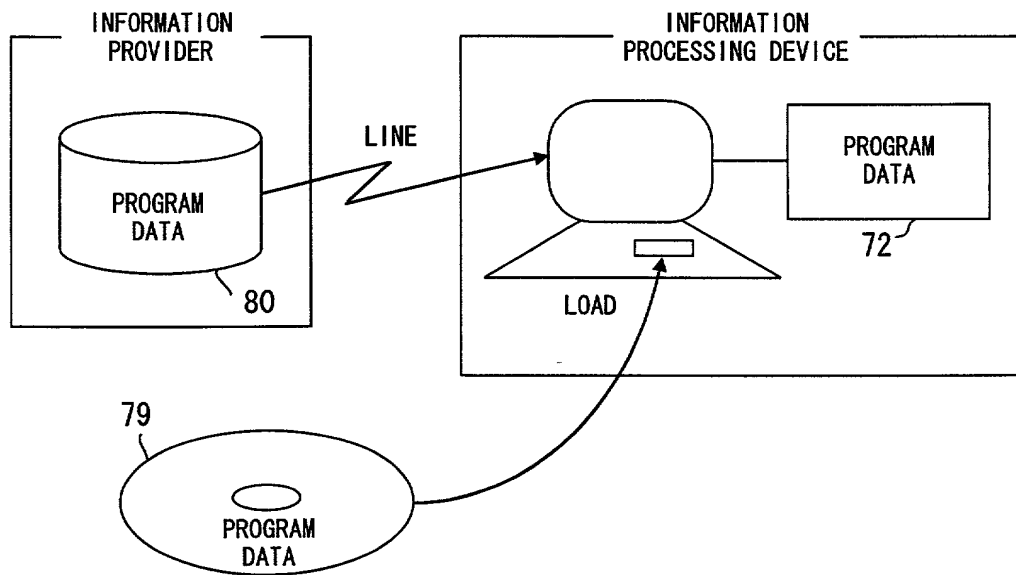 INFORMATION
PROVIDER
PROGRAM
DATA
80
LINE
INFORMATION
PROCESSING DEVICE
PROGRAM
DATA
72
LOAD
79
PROGRAM
DATA